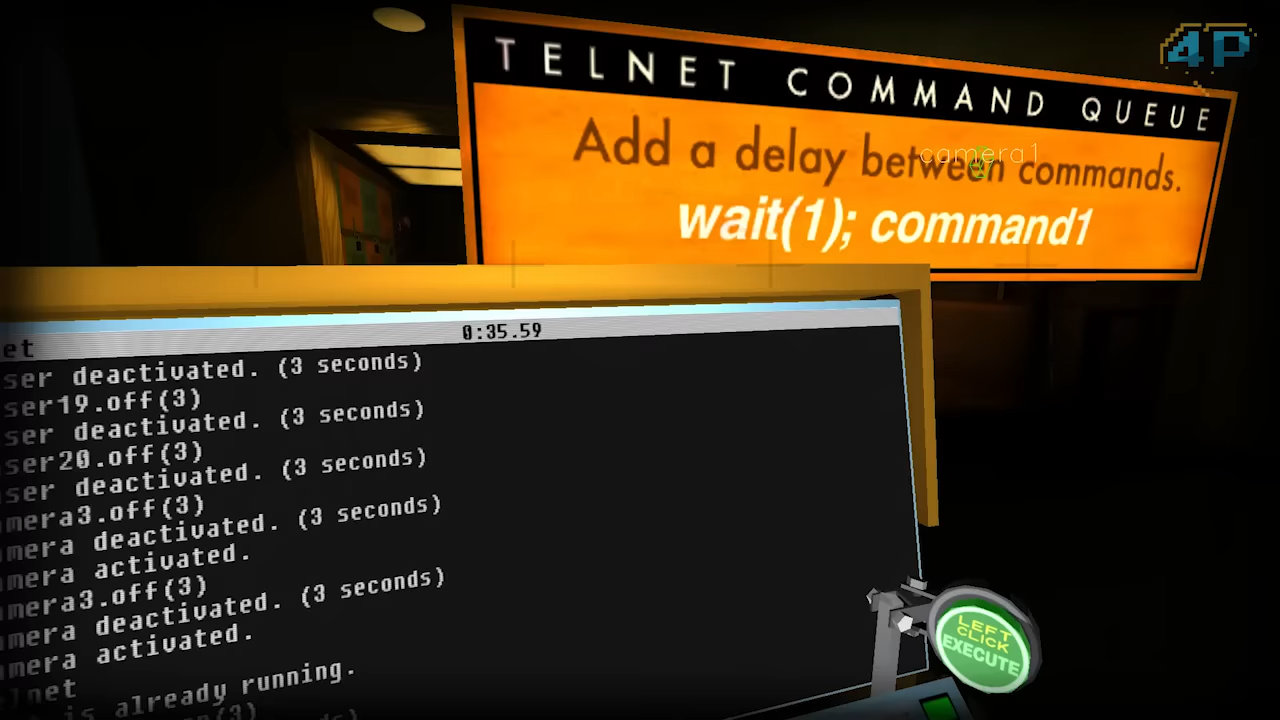 4P
TELNET COMMAND QUEUE
Add a delay between commands.
camera1
wait(1); command1
et
0:35.59
ser deactivated. (3 seconds)
ser19.off(3)
ser deactivated. (3 seconds)
ser20.off(3)
ser deactivated. (3 seconds)
mera3.off(3)
mera deactivated. (3 seconds)
mera activated.
mera3.off(3)
mera deactivated. (3 seconds)
mera activated.
lnet
is already running.
LEFT
CLICK
EXECUTE